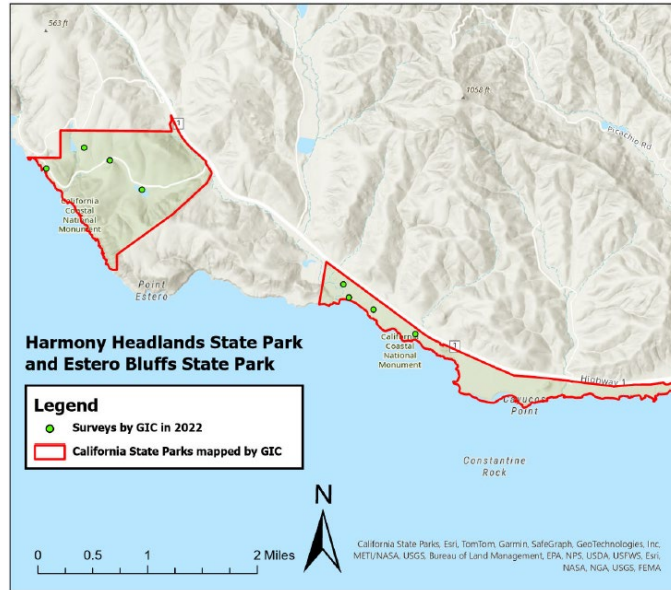 563 ft
1
1056 ft
Picachio Rd
California
Coastal
National
Monument
Point
Estero
California
Coastal
National
Monument
1
Highway 1
Cayucos
Point
Constantine
Rock
Harmony Headlands State Park
and Estero Bluffs State Park
Legend
Surveys by GIC in 2022
California State Parks mapped by GIC
N
0 0.5 1 2 Miles
California State Parks, Esri, TomTom, Garmin, SafeGraph, GeoTechnologies, Inc,
METI/NASA, USGS, Bureau of Land Management, EPA, NPS, USDA, USFWS, Esri,
NASA, NGA, USGS, FEMA